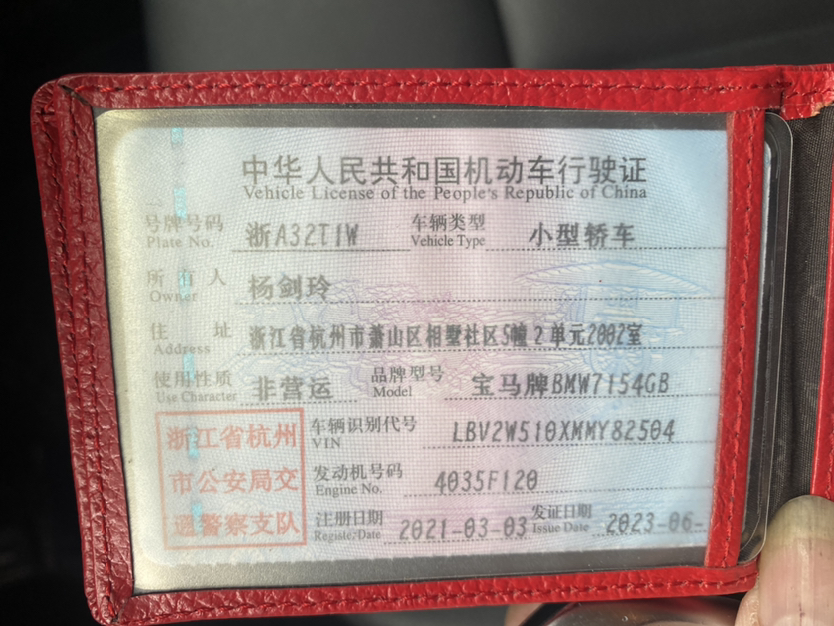 中华人民共和国机动车行驶证
Vehicle License of the People's Republic of China
号牌号码 浙A32T1W 车辆类型 小型轿车
Plate No. Vehicle Type
所有人 杨剑玲
Owner
住址 浙江省杭州市萧山区相墅社区5幢2单元2002室
Address
使用性质 非营运 品牌型号 宝马牌BMW7154GB
Use Character Model
浙江省杭州
市公安局交
通警察支队
车辆识别代号 LBV2W510XMMY82504
VIN
发动机号码 4035F120
Engine No.
注册日期 2021-03-03 发证日期 2023-06-
Register Date Issue Date